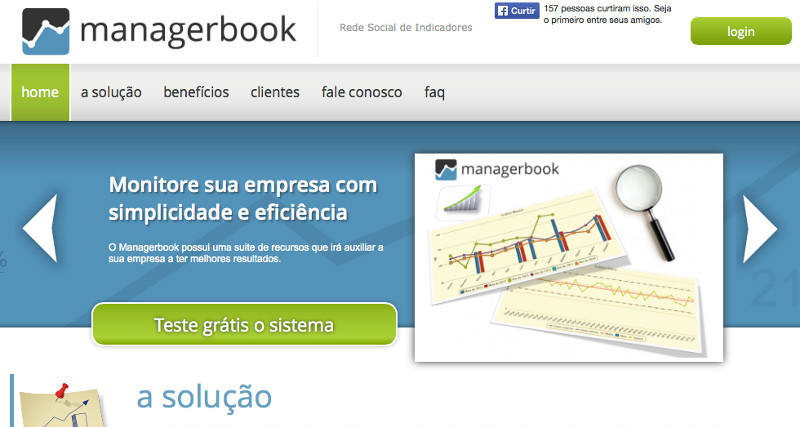 managerbook
Rede Social de Indicadores
Curtir
157 pessoas curtiram isso. Seja
o primeiro entre seus amigos.
login
home
a solução
benefícios
clientes
fale conosco
faq
Monitore sua empresa com
simplicidade e eficiência
O Managerbook possui uma suite de recursos que irá auxiliar a
sua empresa a ter melhores resultados.
Teste grátis o sistema
managerbook
%
21
a solução